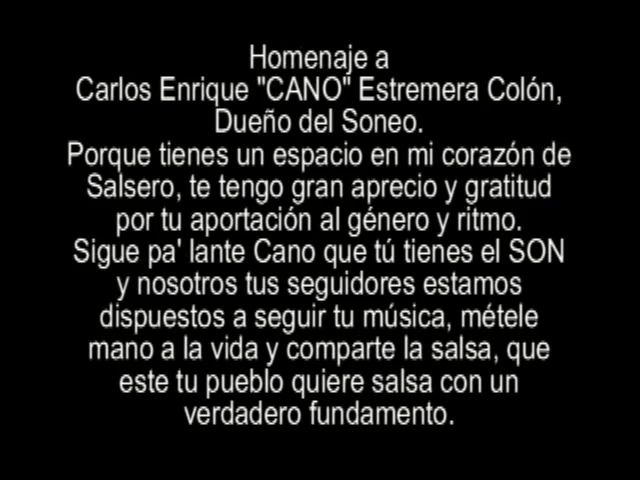 Homenaje a
Carlos Enrique "CANO" Estremera Colón,
Dueño del Soneo.
Porque tienes un espacio en mi corazón de
Salsero, te tengo gran aprecio y gratitud
por tu aportación al género y ritmo.
Sigue pa' lante Cano que tú tienes el SON
y nosotros tus seguidores estamos
dispuestos a seguir tu música, métele
mano a la vida y comparte la salsa, que
este tu pueblo quiere salsa con un
verdadero fundamento.